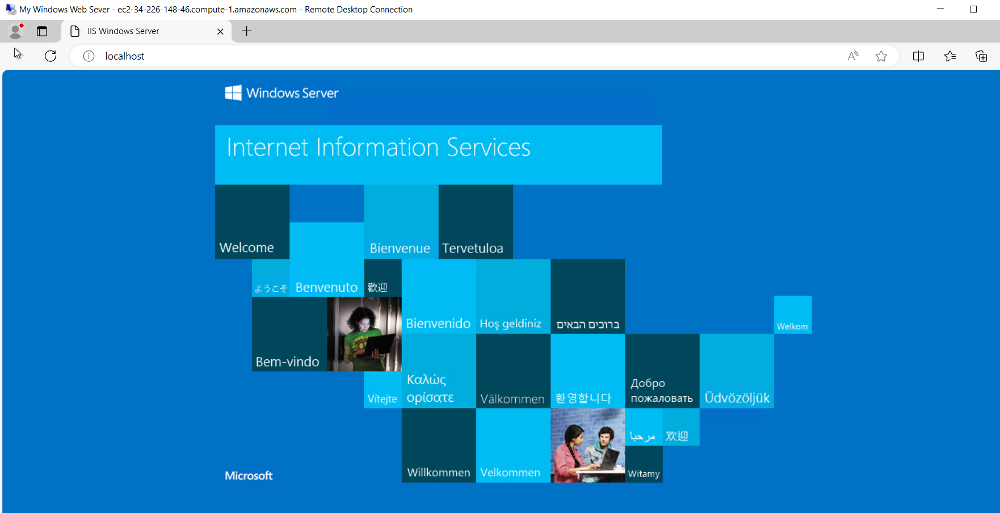 My Windows Web Sever - ec2-34-226-148-46.compute-1.amazonaws.com - Remote Desktop Connection
IIS Windows Server
localhost
Windows Server
Internet Information Services
Welcome
Bienvenue
Tervetuloa
ようこそ
Benvenuto
歡迎
Bienvenido
Hoş geldiniz
ברוכים הבאים
Welkom
Bem-vindo
Vítejte
Καλώς
ορίσατε
Välkommen
환영합니다
Добро
пожаловать
Üdvözöljük
Willkommen
Velkommen
مرحبا
欢迎
Witamy
Microsoft